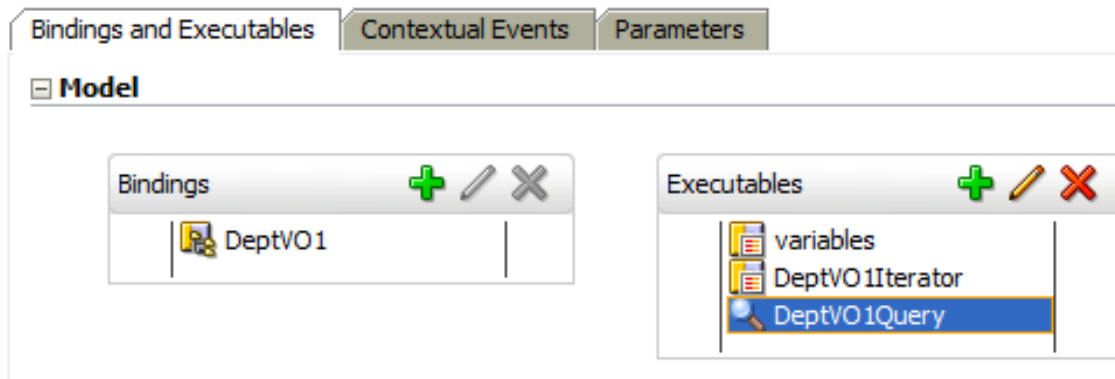 Bindings and Executables Contextual Events Parameters
Model
Bindings
DeptVO1
Executables
variables
DeptVO1Iterator
DeptVO1Query